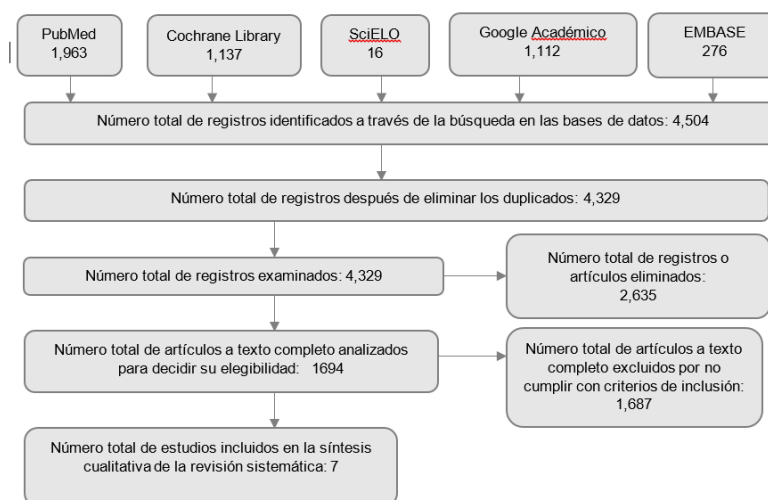 PubMed
1,963
Cochrane Library
1,137
SciELO
16
Google Académico
1,112
EMBASE
276
Número total de registros identificados a través de la búsqueda en las bases de datos: 4,504
Número total de registros después de eliminar los duplicados: 4,329
Número total de registros examinados: 4,329
Número total de registros o
artículos eliminados:
2,635
Número total de artículos a texto completo analizados
para decidir su elegibilidad: 1694
Número total de artículos a texto
completo excluidos por no
cumplir con criterios de inclusión:
1,687
Número total de estudios incluidos en la síntesis
cualitativa de la revisión sistemática: 7